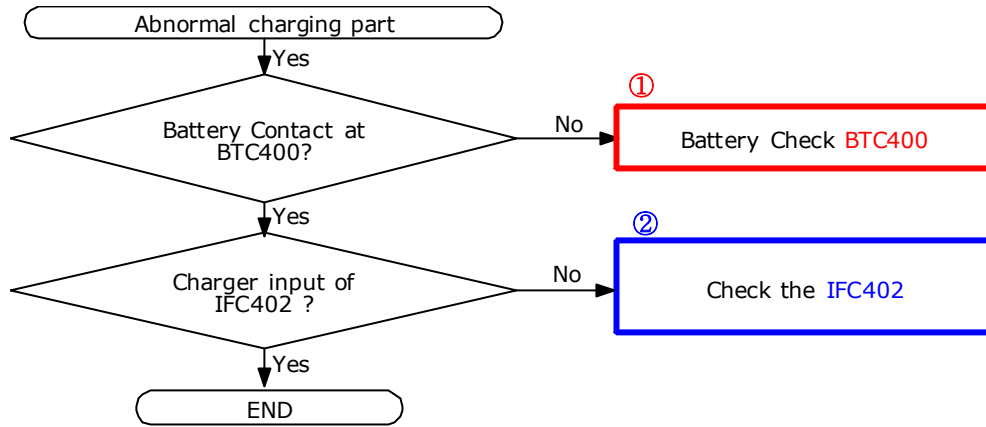 Abnormal charging part
Yes
①
Battery Contact at
BTC400?
No
Battery Check BTC400
Yes
②
Charger input of
IFC402 ?
No
Check the IFC402
Yes
END